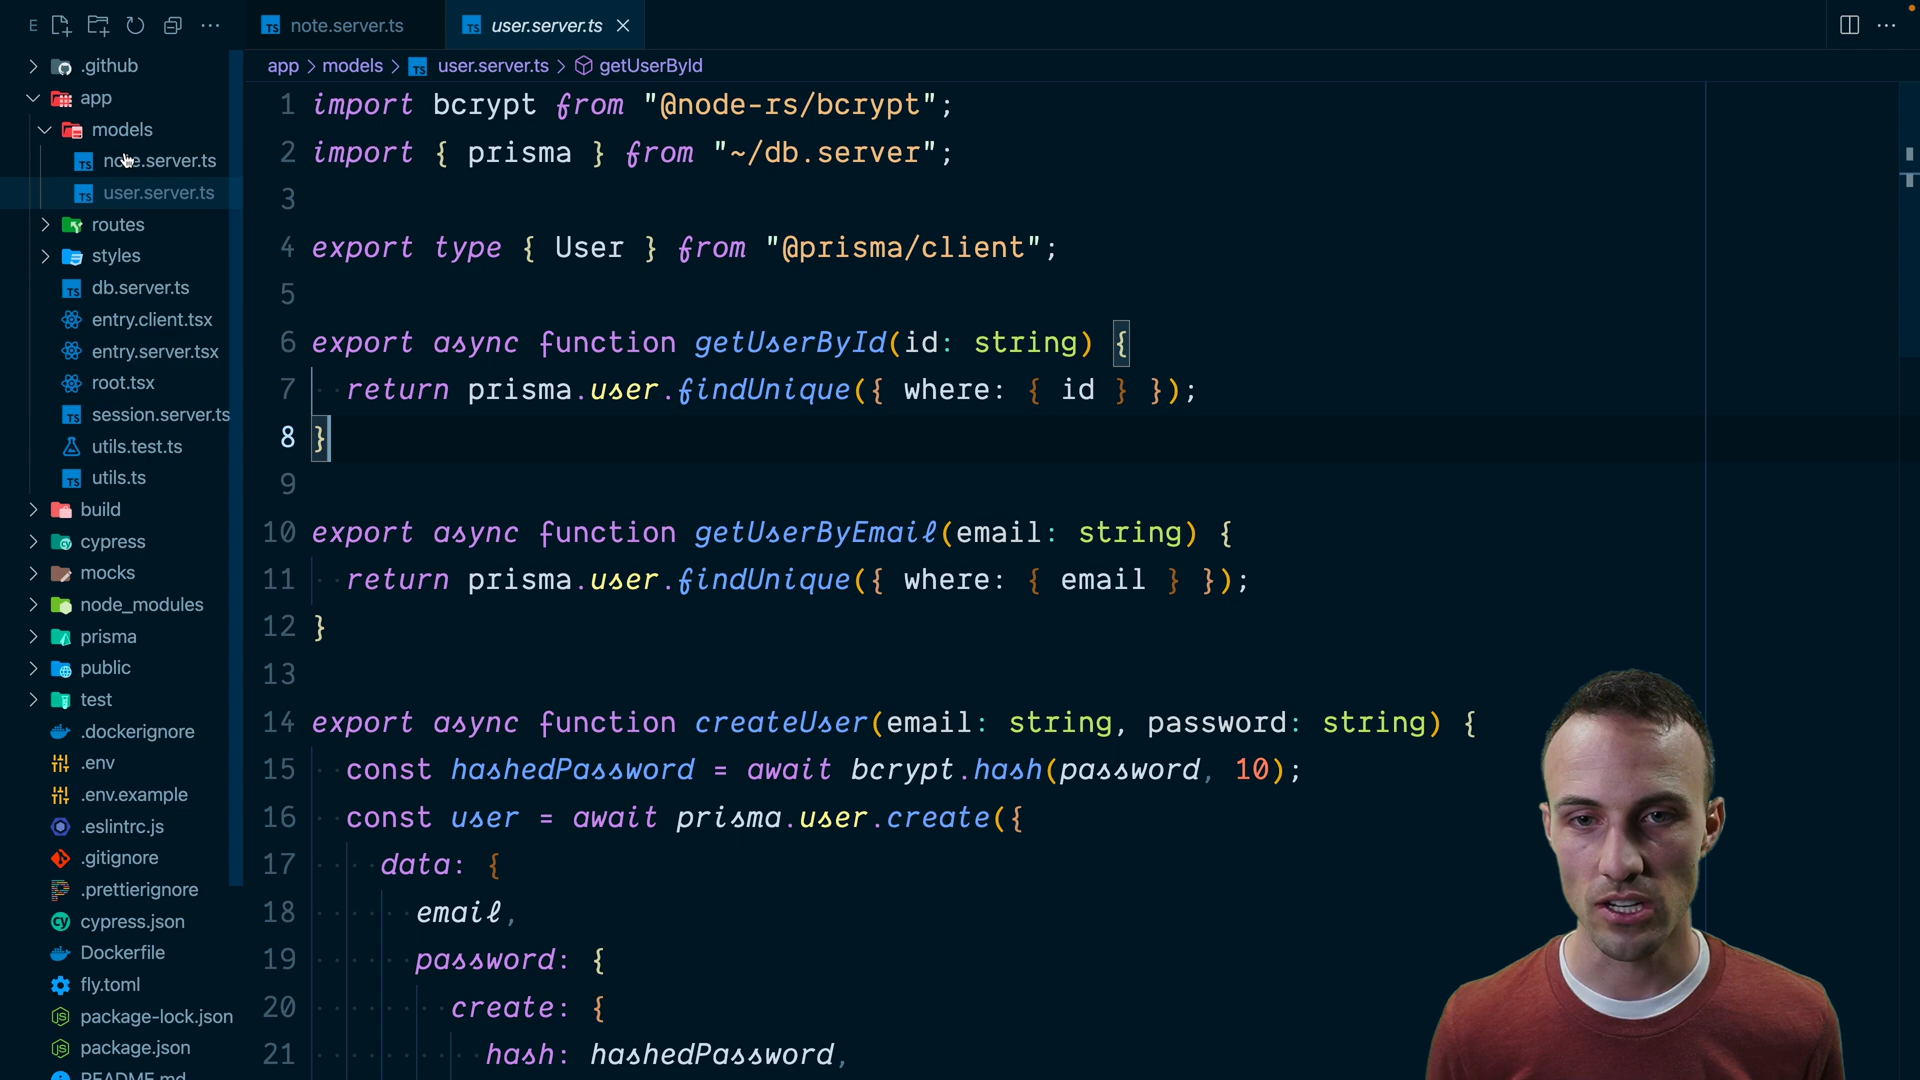 E
note.server.ts
user.server.ts
app > models > TS user.server.ts > getUserById
.github
app
models
note.server.ts
user.server.ts
routes
styles
db.server.ts
entry.client.tsx
entry.server.tsx
root.tsx
session.server.ts
utils.test.ts
utils.ts
build
cypress
mocks
node_modules
prisma
public
test
.dockerignore
.env
.env.example
.eslintrc.js
.gitignore
.prettierignore
cypress.json
Dockerfile
fly.toml
package-lock.json
package.json
README.md
1 import bcrypt from "@node-rs/bcrypt";
2 import { prisma } from "~/db.server";
3
4 export type { User } from "@prisma/client";
5
6 export async function getUserById(id: string) {
7 return prisma.user.findUnique({ where: { id } });
8 }
9
10 export async function getUserByEmail(email: string) {
11 return prisma.user.findUnique({ where: { email } });
12 }
13
14 export async function createUser(email: string, password: string) {
15 const hashedPassword = await bcrypt.hash(password, 10);
16 const user = await prisma.user.create({
17 data: {
18 email,
19 password: {
20 create: {
21 hash: hashedPassword,